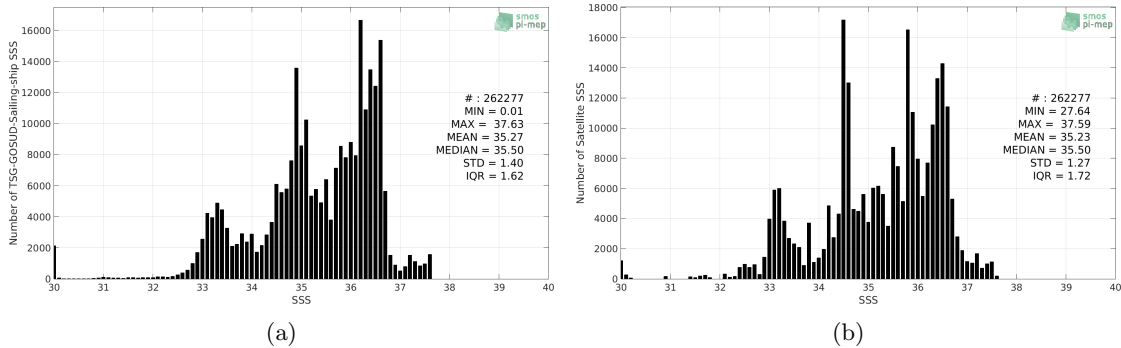 smos
pi-mep
Number of TSG-GOSUD-Sailing-ship SSS
16000
14000
12000
10000
8000
6000
4000
2000
0
# : 262277
MIN = 0.01
MAX = 37.63
MEAN = 35.27
MEDIAN = 35.50
STD = 1.40
IQR = 1.62
30 31 32 33 34 35 36 37 38 39 40
SSS
(a)
smos
pi-mep
Number of Satellite SSS
18000
16000
14000
12000
10000
8000
6000
4000
2000
0
# : 262277
MIN = 27.64
MAX = 37.59
MEAN = 35.23
MEDIAN = 35.50
STD = 1.27
IQR = 1.72
30 31 32 33 34 35 36 37 38 39 40
SSS
(b)